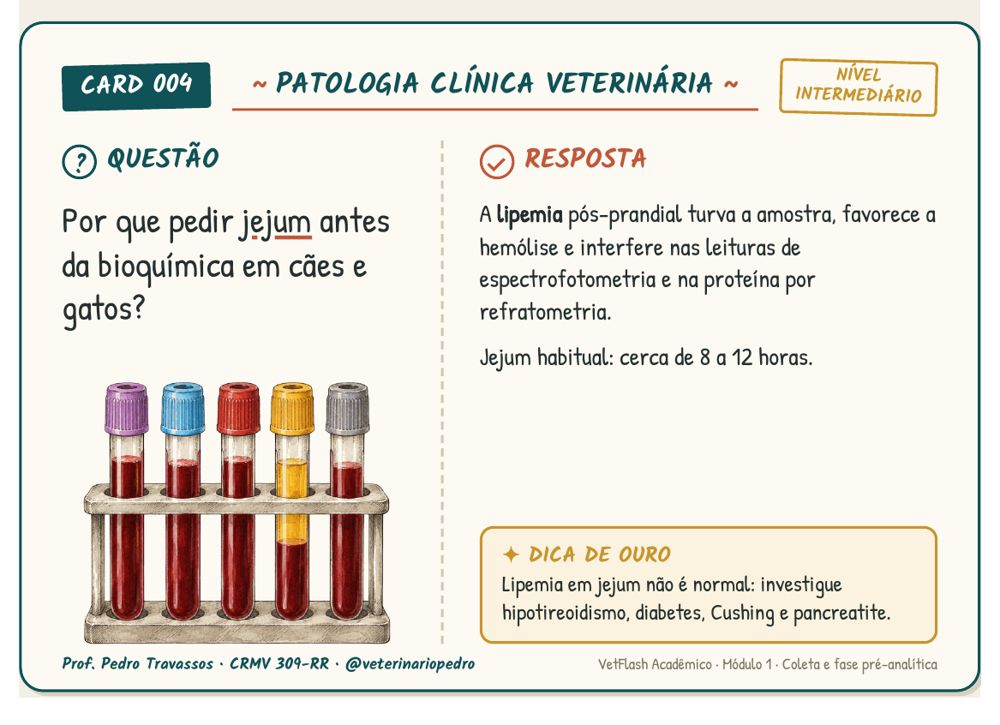 CARD 004
~ PATOLOGIA CLÍNICA VETERINÁRIA ~
NÍVEL
INTERMEDIÁRIO
? QUESTÃO
Por que pedir jejum antes
da bioquímica em cães e
gatos?
RESPOSTA
A lipemia pós-prandial turva a amostra, favorece a
hemólise e interfere nas leituras de
espectrofotometria e na proteína por
refratometria.
Jejum habitual: cerca de 8 a 12 horas.
✦ DICA DE OURO
Lipemia em jejum não é normal: investigue
hipotireoidismo, diabetes, Cushing e pancreatite.
Prof. Pedro Travassos · CRMV 309-RR · @veterinariopedro
VetFlash Acadêmico · Módulo 1 · Coleta e fase pré-analítica